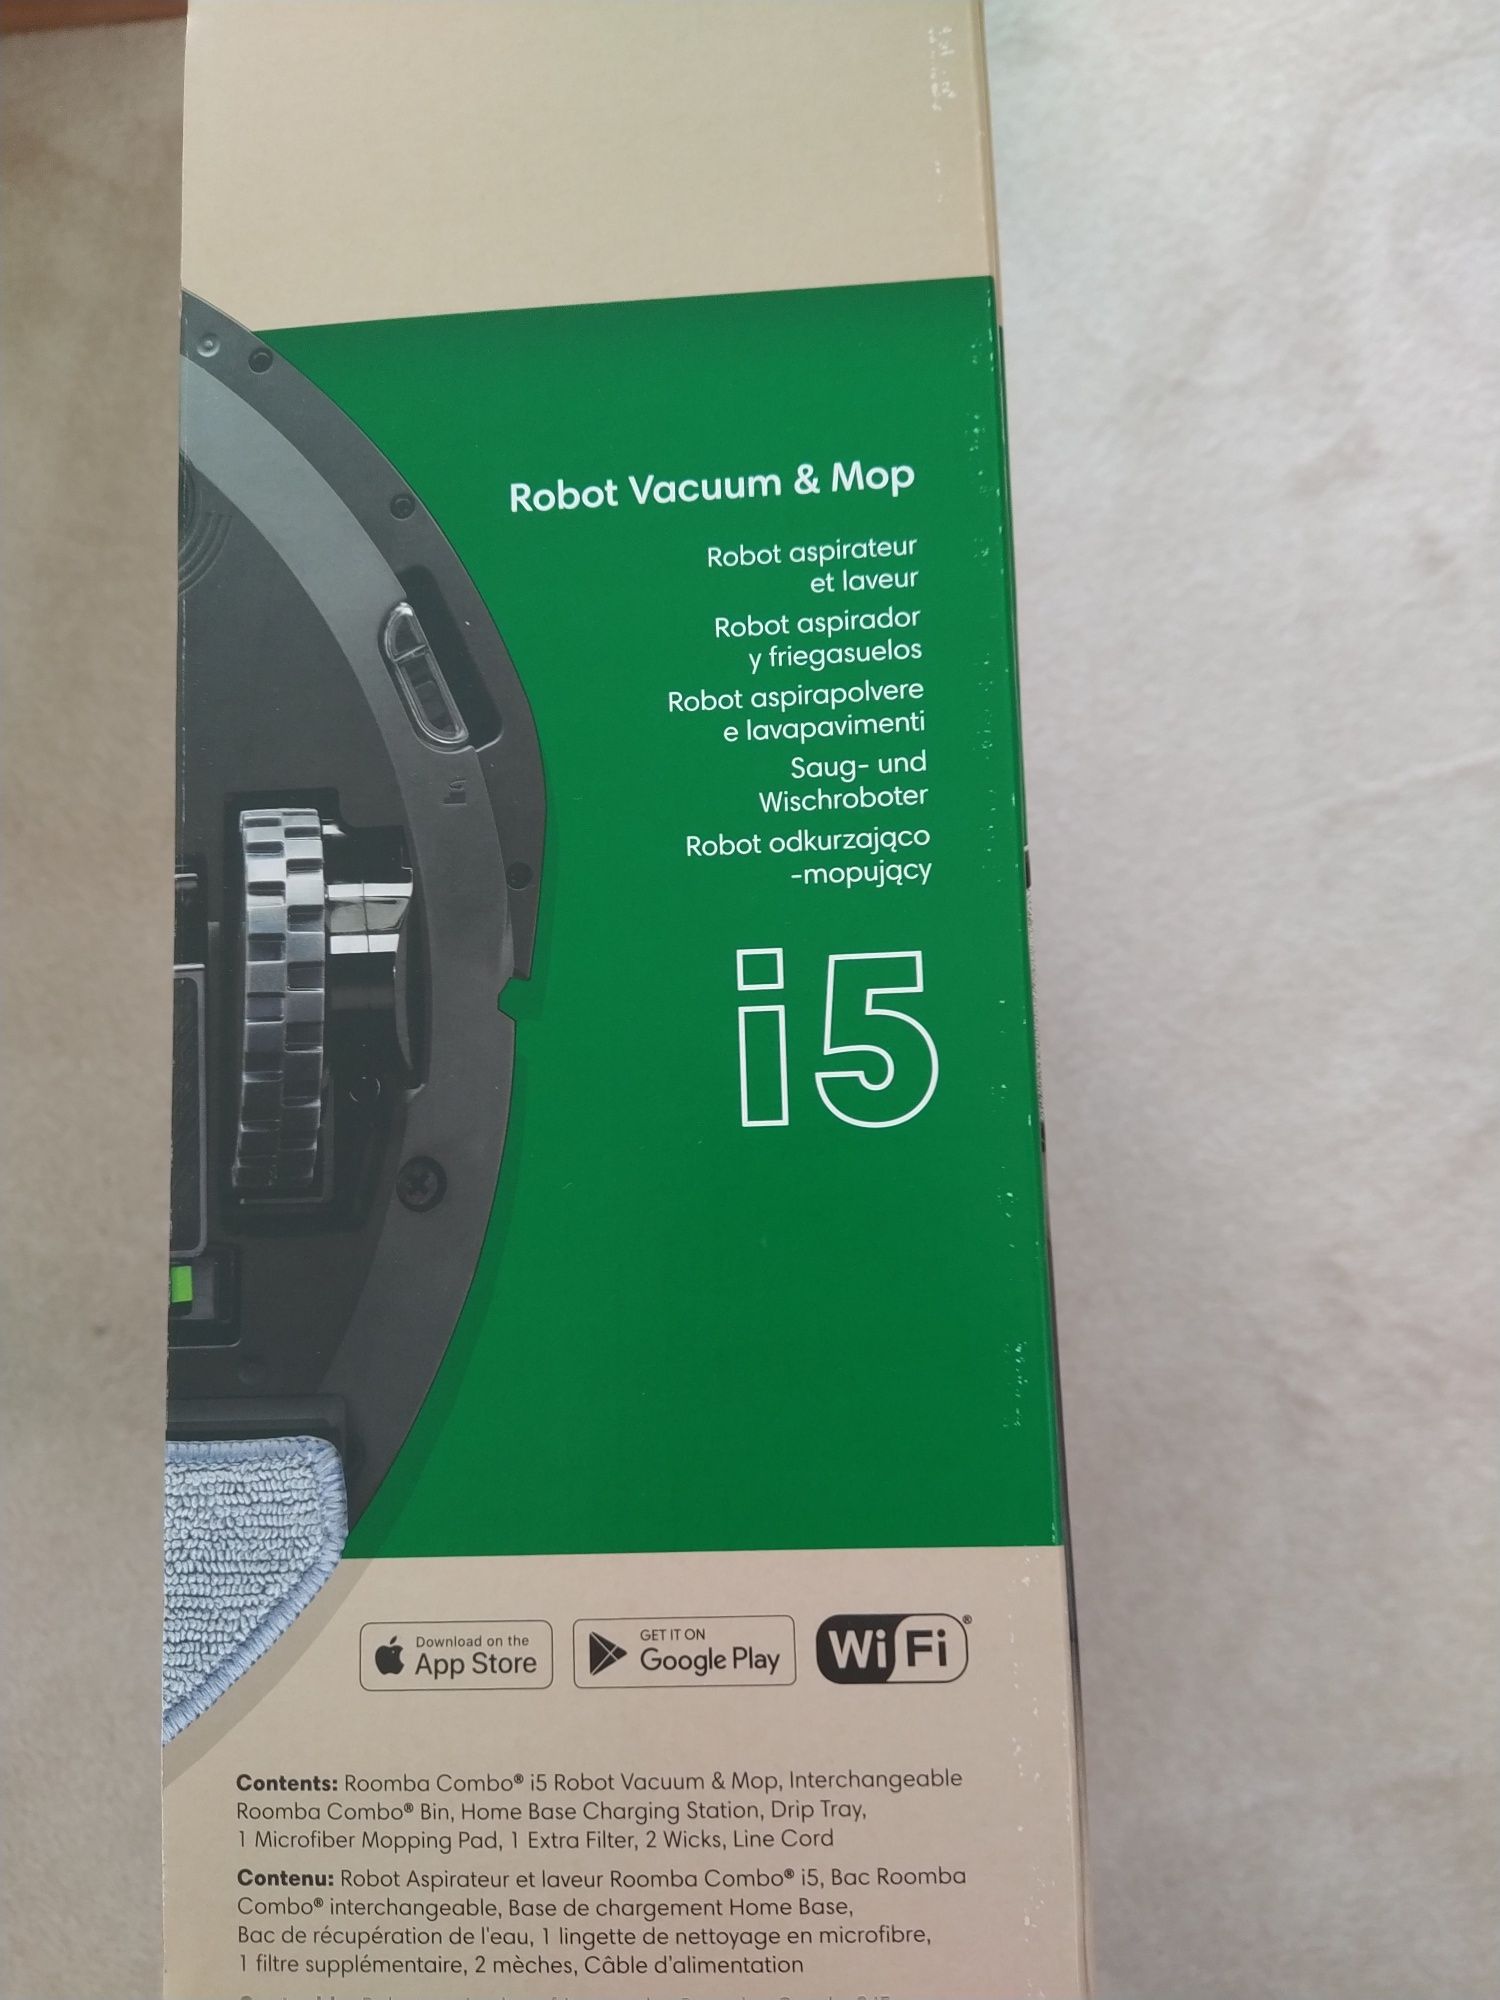 Robot Vacuum & Mop
Robot aspirateur
et laveur
Robot aspirador
y friegasuelos
Robot aspirapolvere
e lavapavimenti
Saug- und
Wischroboter
Robot odkurzająco
-mopujący
i5
Download on the
App Store
GET IT ON
Google Play
WiFi®
Contents: Roomba Combo® i5 Robot Vacuum & Mop, Interchangeable
Roomba Combo® Bin, Home Base Charging Station, Drip Tray,
1 Microfiber Mopping Pad, 1 Extra Filter, 2 Wicks, Line Cord
Contenu: Robot Aspirateur et laveur Roomba Combo® i5, Bac Roomba
Combo® interchangeable, Base de chargement Home Base,
Bac de récupération de l'eau, 1 lingette de nettoyage en microfibre,
1 filtre supplémentaire, 2 mèches, Câble d'alimentation